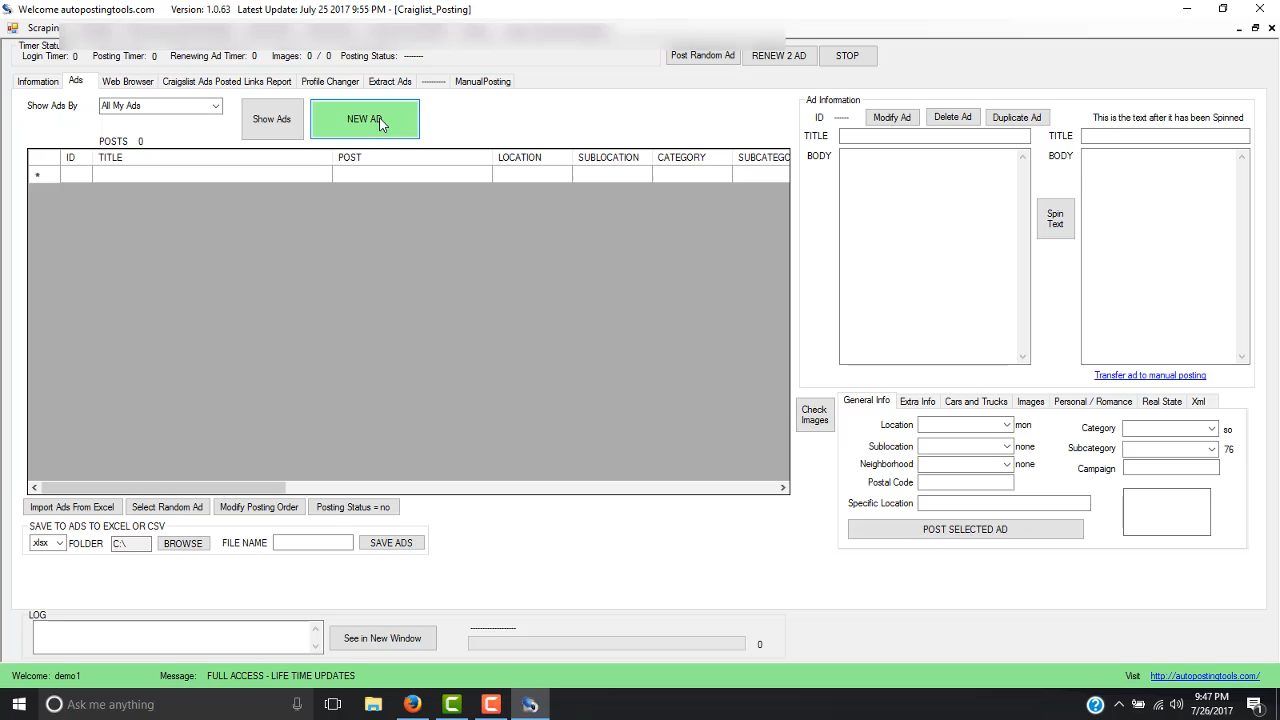 Welcome autopostingtools.com Version: 1.0.63 Latest Update: July 25 2017 9:55 PM - [Craiglist_Posting]
Timer Status
Login Timer: 0 Posting Timer: 0 Renewing Ad Timer: 0 Images: 0 / 0 Posting Status: -------
Post Random Ad RENEW 2 AD STOP
Information Ads Web Browser Craigslist Ads Posted Links Report Profile Changer Extract Ads ---------- ManualPosting
Show Ads By All My Ads Show Ads NEW AD
POSTS 0
ID TITLE POST LOCATION SUBLOCATION CATEGORY SUBCATEGO
*
Import Ads From Excel Select Random Ad Modify Posting Order Posting Status = no
SAVE TO ADS TO EXCEL OR CSV
.xlsx FOLDER C:\ BROWSE FILE NAME SAVE ADS
Ad Information
ID ------ Modify Ad Delete Ad Duplicate Ad This is the text after it has been Spinned
TITLE TITLE
BODY BODY
Spin
Text
Transfer ad to manual posting
Check
Images
General Info Extra Info Cars and Trucks Images Personal / Romance Real State Xml
Location mon Category so
Sublocation none Subcategory 76
Neighborhood none Campaign
Postal Code
Specific Location
POST SELECTED AD
LOG
See in New Window
------------------
0
Welcome: demo1 Message: FULL ACCESS - LIFE TIME UPDATES Visit http://autopostingtools.com/
Ask me anything
9:47 PM
7/26/2017